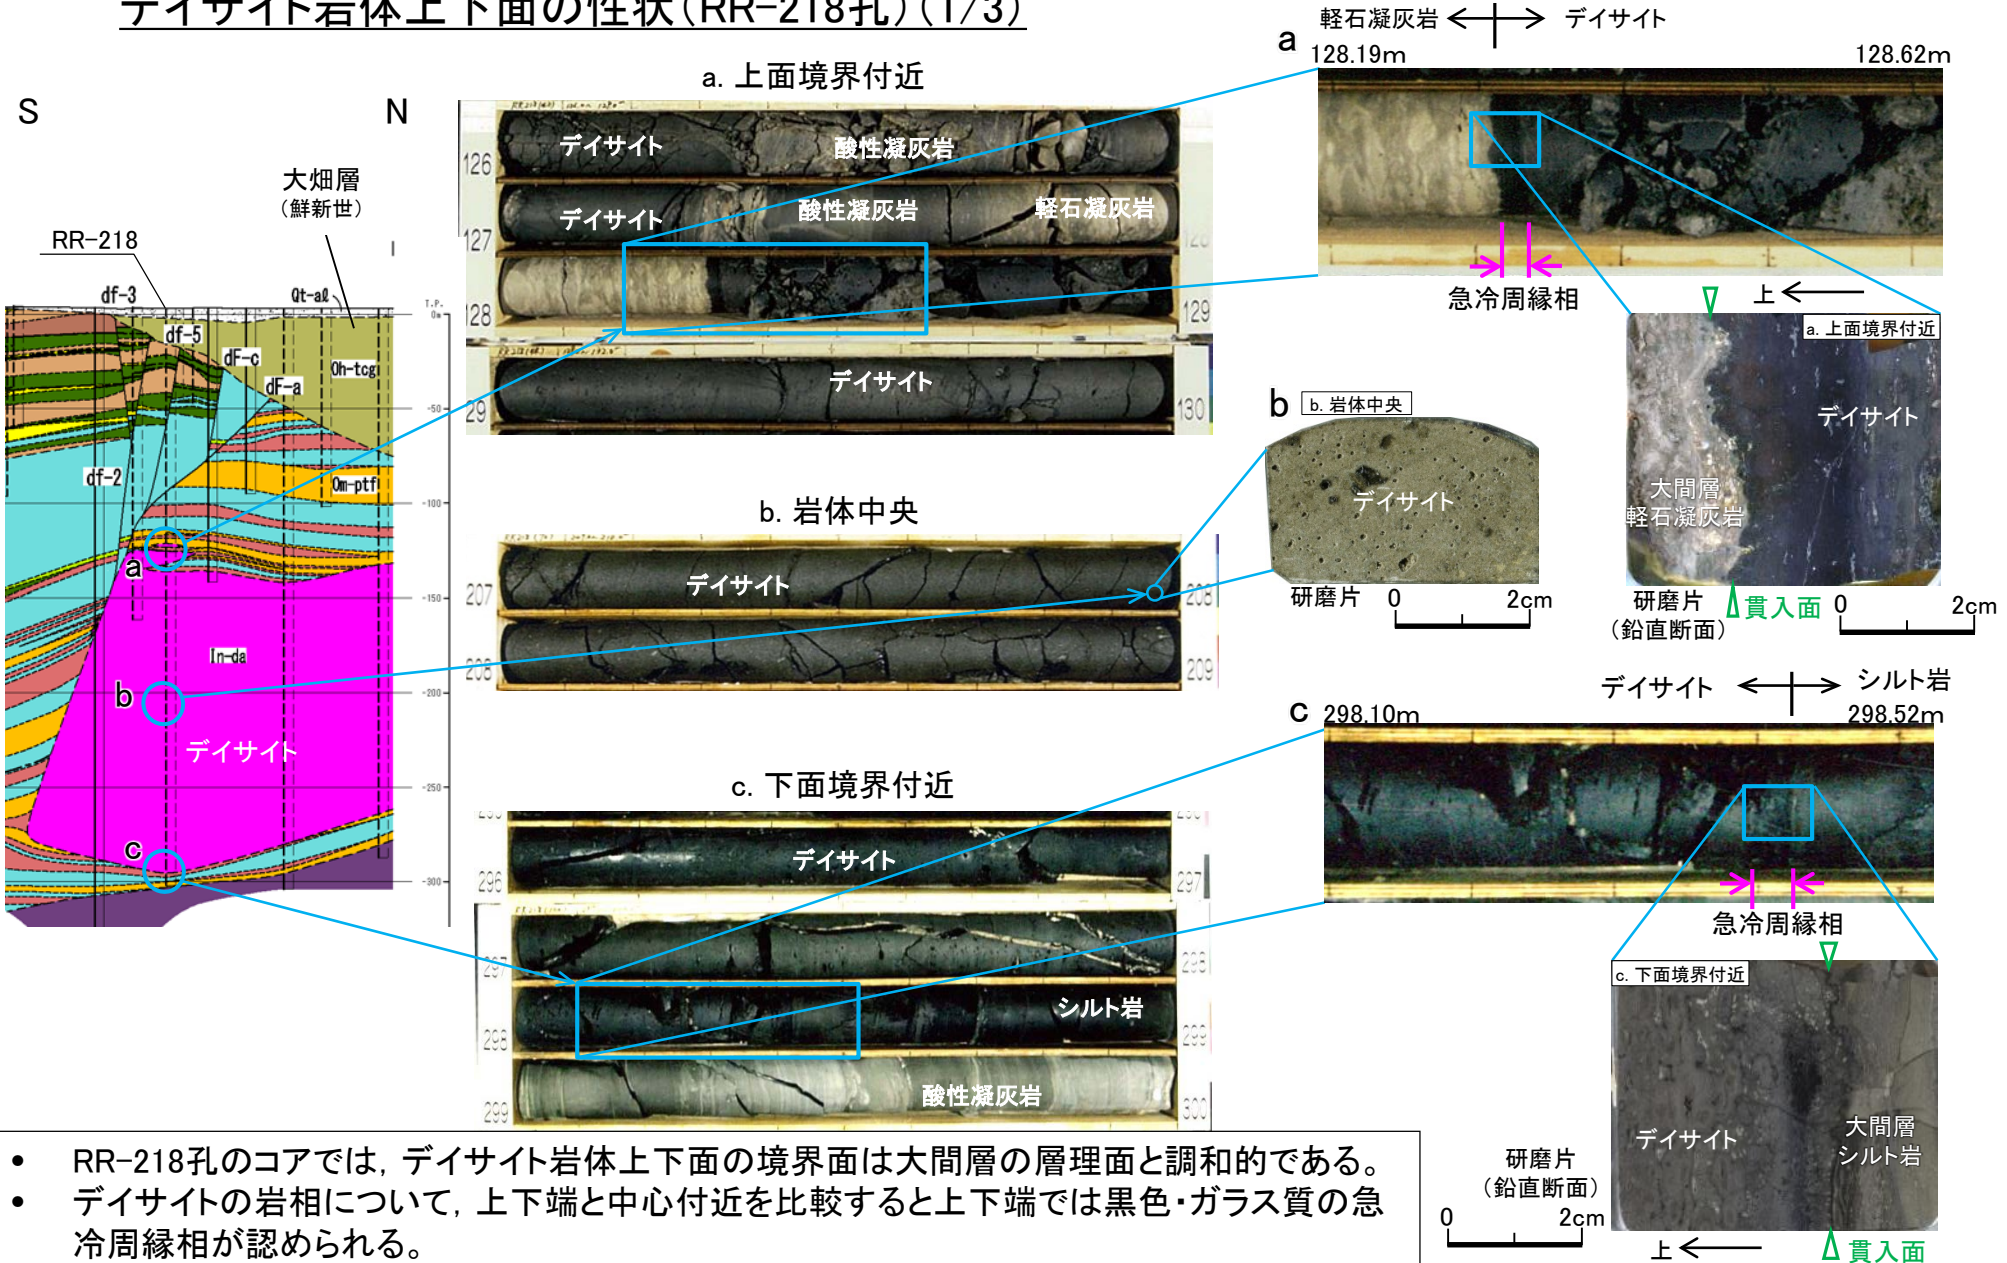 デイサイト岩体上下面の性状(RR-218孔)(1/3)
S
N
大畑層
(鮮新世)
RR-218
df-3
Qt-aℓ
T.P.
0m
df-5
dF-c
dF-a
Oh-tcg
-50
df-2
Om-ptf
-100
a
-150
In-da
b
-200
デイサイト
-250
c
-300
a. 上面境界付近
デイサイト
酸性凝灰岩
126
デイサイト
酸性凝灰岩
軽石凝灰岩
127
128
129
デイサイト
29
130
b. 岩体中央
207
デイサイト
208
208
209
c. 下面境界付近
296
デイサイト
297
297
298
298
シルト岩
299
299
酸性凝灰岩
300
軽石凝灰岩
デイサイト
a
128.19m
128.62m
急冷周縁相
上
a. 上面境界付近
デイサイト
大間層
軽石凝灰岩
研磨片
(鉛直断面)
貫入面
0
2cm
b
b. 岩体中央
デイサイト
研磨片
0
2cm
デイサイト
シルト岩
c
298.10m
298.52m
急冷周縁相
c. 下面境界付近
デイサイト
大間層
シルト岩
研磨片
(鉛直断面)
0
2cm
上
貫入面
• RR-218孔のコアでは, デイサイト岩体上下面の境界面は大間層の層理面と調和的である。
• デイサイトの岩相について, 上下端と中心付近を比較すると上下端では黒色・ガラス質の急
冷周縁相が認められる。